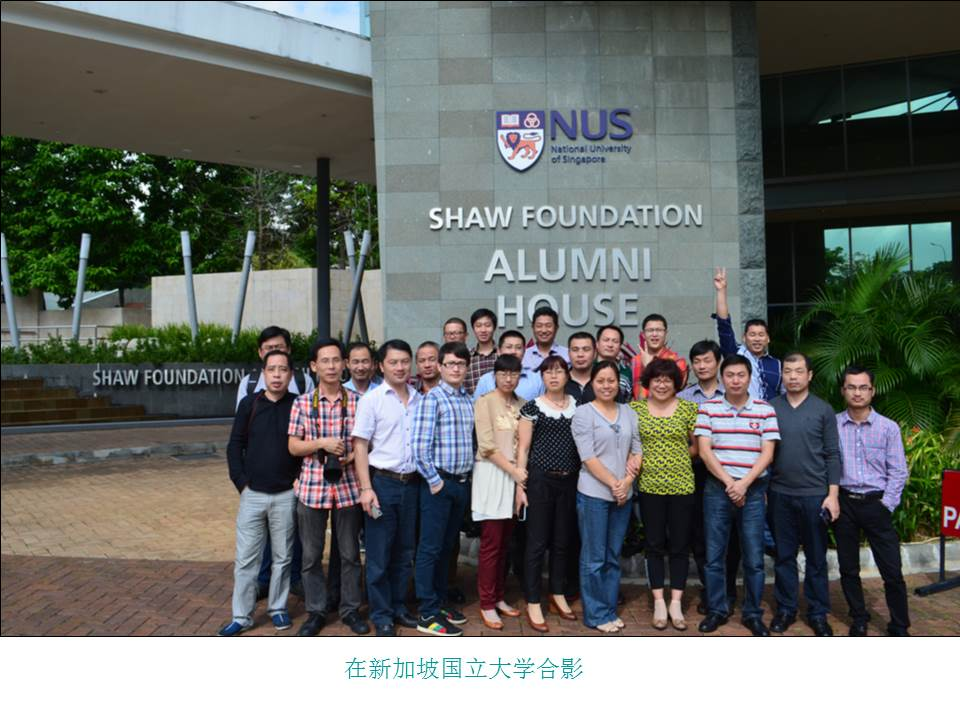 NUS
National University
of Singapore
SHAW FOUNDATION
ALUMNI
HOUSE
SHAW FOUNDATION
PA
在新加坡国立大学合影